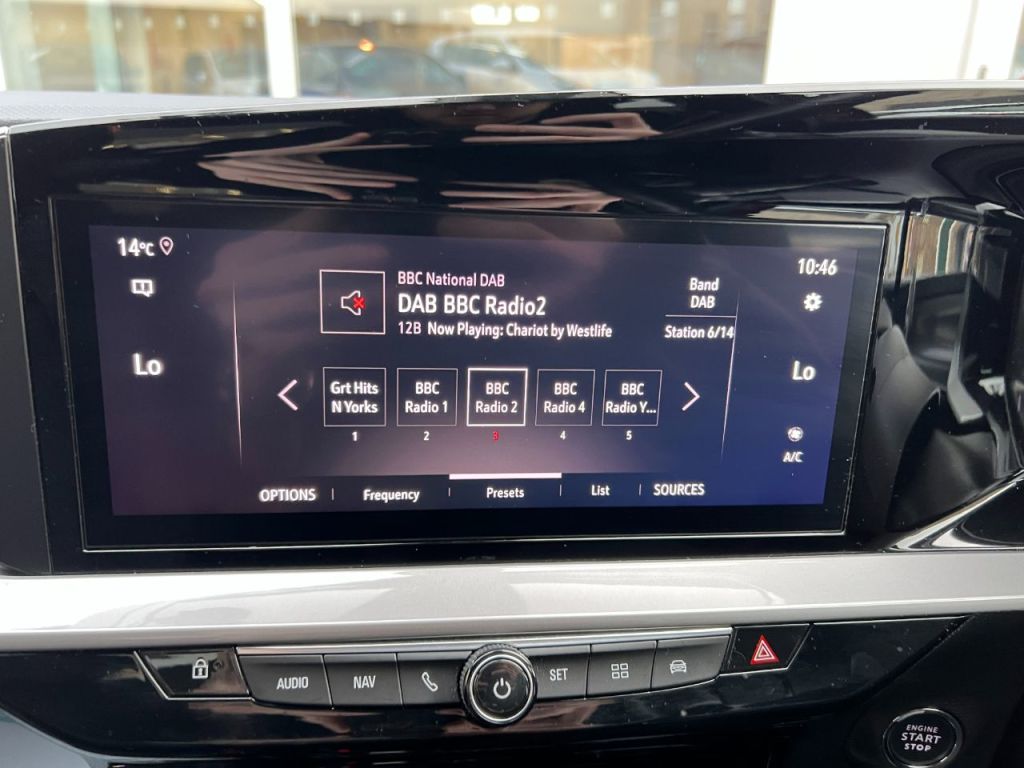 14°C
10:46
BBC National DAB
DAB BBC Radio2
12B Now Playing: Chariot by Westlife
Band
DAB
Station 6/14
Lo
Lo
Grt Hits
N Yorks
BBC
Radio 1
BBC
Radio 2
BBC
Radio 4
BBC
Radio Y...
1
2
3
4
5
A/C
OPTIONS
Frequency
Presets
List
SOURCES
AUDIO
NAV
SET
ENGINE
START
STOP